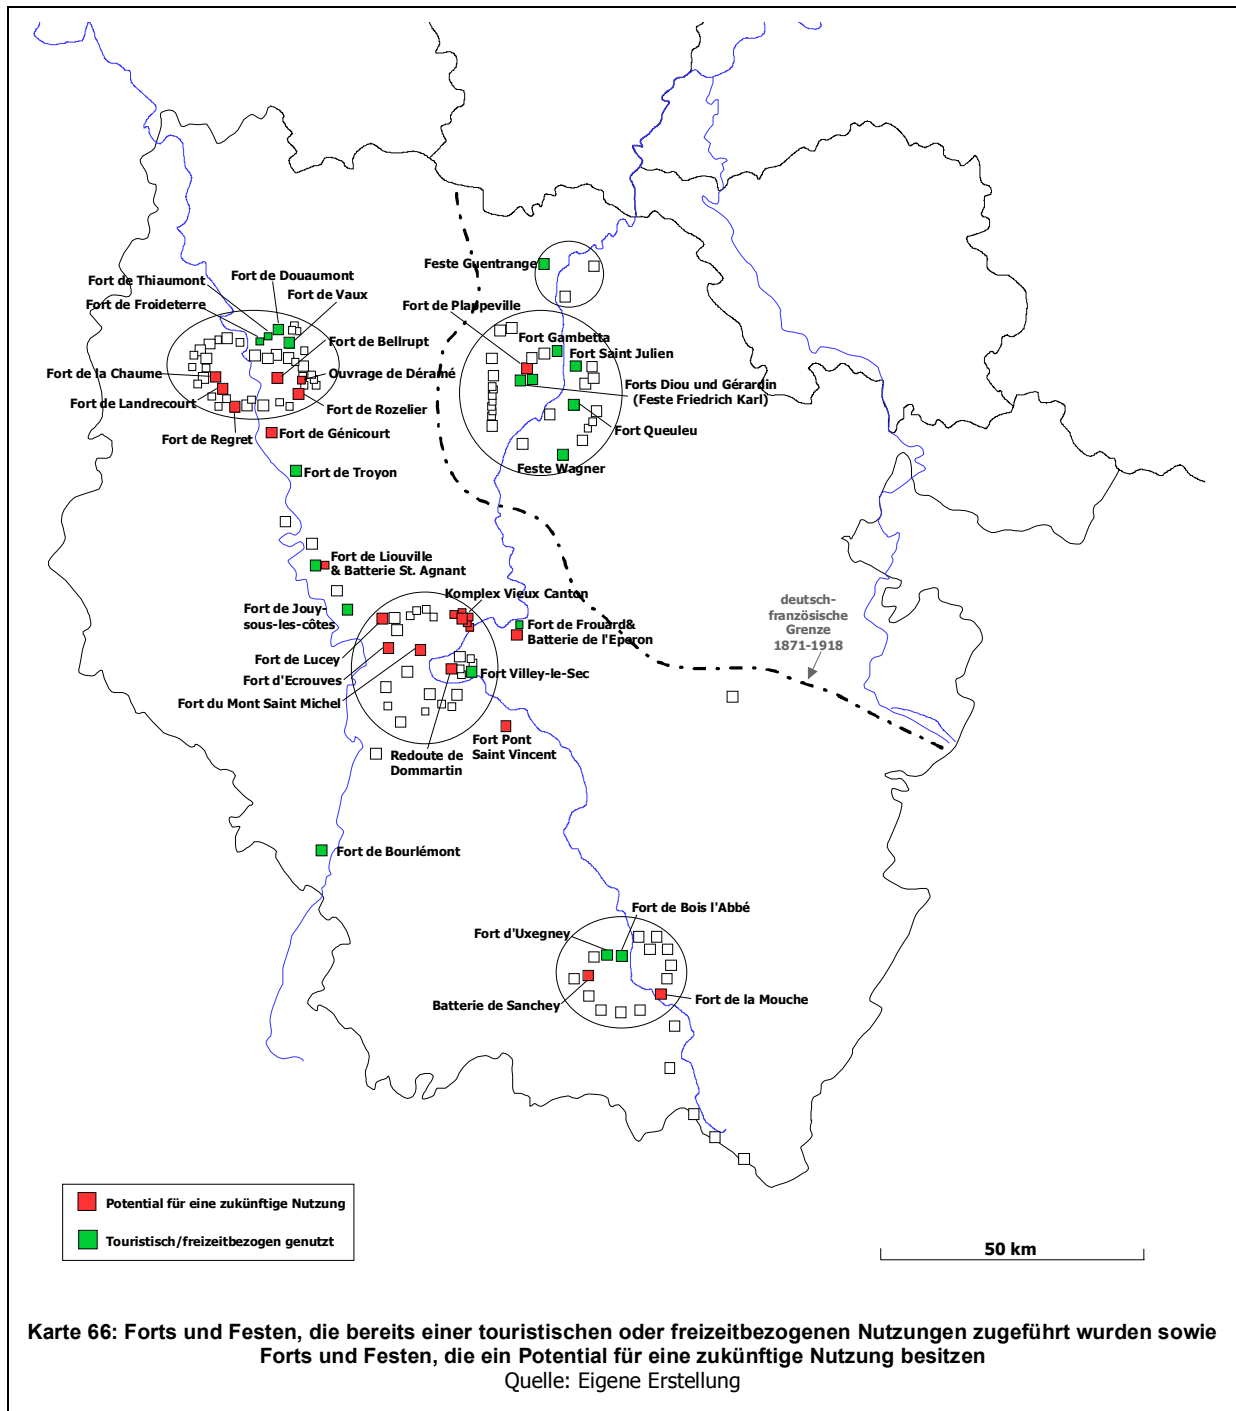 Feste Guentrange
Fort de Douaumont
Fort de Thiaumont
Fort de Vaux
Fort de Froideterre
Fort de Plappeville
Fort de Bellrupt
Fort Gambetta
Fort Saint Julien
Fort de la Chaume
Ouvrage de Déramé
Forts Diou und Gérardin
(Feste Friedrich Karl)
Fort de Landrecourt
Fort de Rozelier
Fort de Regret
Fort de Génicourt
Fort Queuleu
Fort de Troyon
Feste Wagner
Fort de Liouville
& Batterie St. Agnant
Komplex Vieux Canton
Fort de Jouy-
sous-les-côtes
Fort de Frouard&
Batterie de l'Eperon
deutsch-
französische
Grenze
1871-1918
Fort de Lucey
Fort d'Ecrouves
Fort Villey-le-Sec
Fort du Mont Saint Michel
Redoute de
Dommartin
Fort Pont
Saint Vincent
Fort de Bourlémont
Fort de Bois l'Abbé
Fort d'Uxegney
Batterie de Sanchey
Fort de la Mouche
Potential für eine zukünftige Nutzung
Touristisch/freizeitbezogen genutzt
50 km
Karte 66: Forts und Festen, die bereits einer touristischen oder freizeitbezogenen Nutzungen zugeführt wurden sowie
Forts und Festen, die ein Potential für eine zukünftige Nutzung besitzen
Quelle: Eigene Erstellung